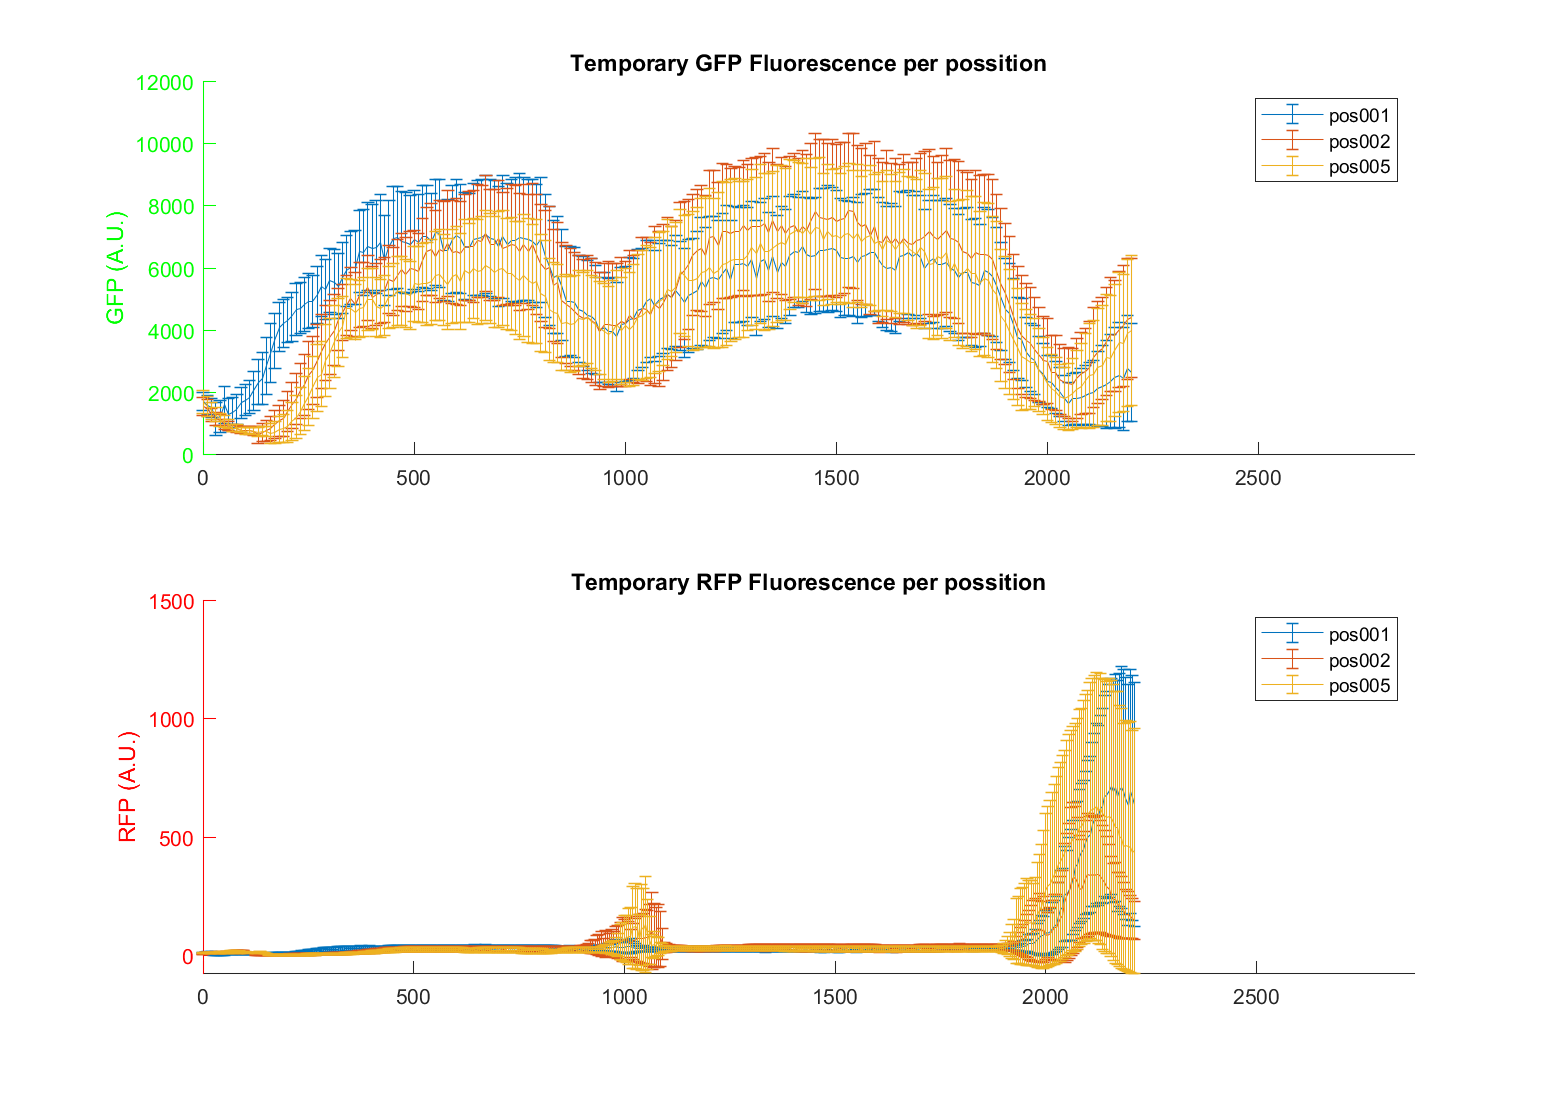 Temporary GFP Fluorescence per possition
12000
10000
8000
6000
4000
2000
0
GFP (A.U.)
0 500 1000 1500 2000 2500
pos001
pos002
pos005
Temporary RFP Fluorescence per possition
1500
1000
500
0
RFP (A.U.)
0 500 1000 1500 2000 2500
pos001
pos002
pos005